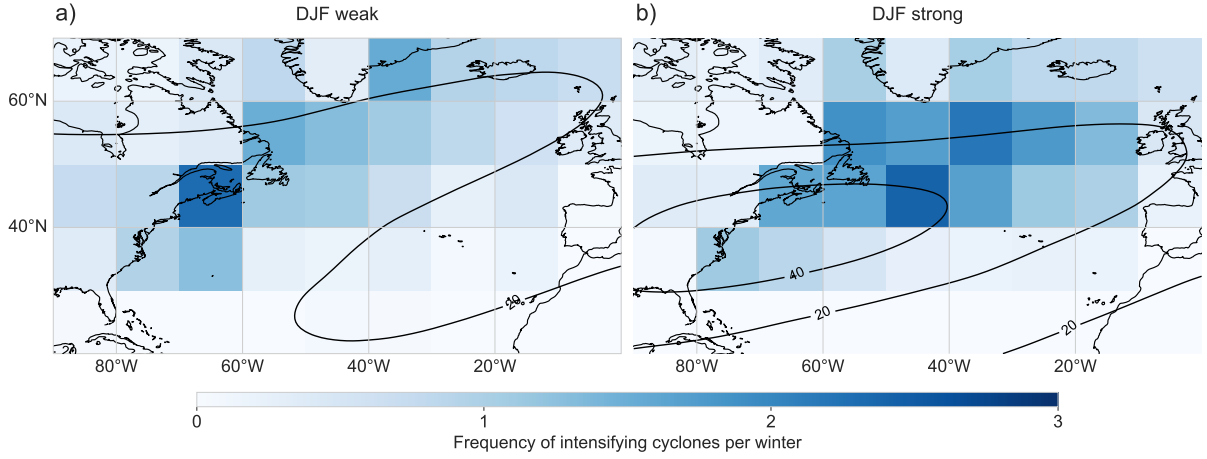 a) DJF weak
b) DJF strong
60°N
40°N
20
20
40
20
20
80°W 60°W 40°W 20°W
80°W 60°W 40°W 20°W
0 1 2 3
Frequency of intensifying cyclones per winter